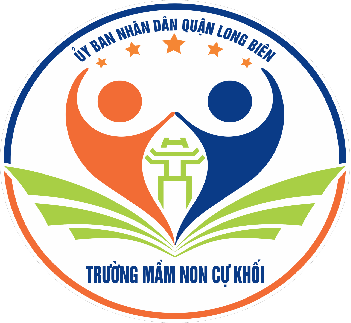 ỦY BAN NHÂN DÂN QUẬN LONG BIÊN
TRƯỜNG MẦM NON CỰ KHỐI